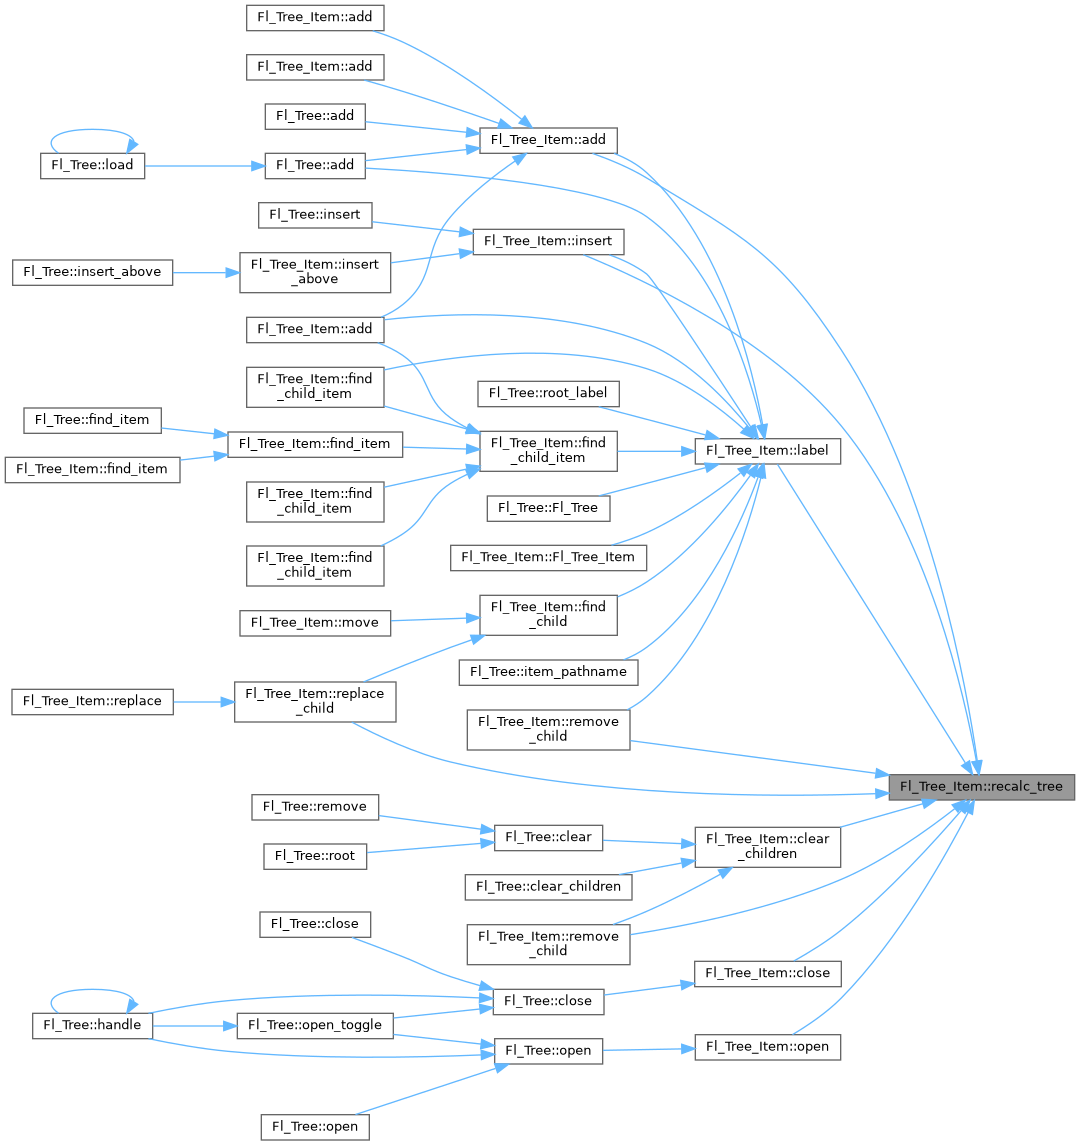 Fl_Tree_Item::add
Fl_Tree_Item::add
Fl_Tree::add
Fl_Tree_Item::add
Fl_Tree::load
Fl_Tree::add
Fl_Tree::insert
Fl_Tree_Item::insert
Fl_Tree::insert_above
Fl_Tree_Item::insert
_above
Fl_Tree_Item::add
Fl_Tree_Item::find
_child_item
Fl_Tree::root_label
Fl_Tree::find_item
Fl_Tree_Item::find_item
Fl_Tree_Item::find
_child_item
Fl_Tree_Item::label
Fl_Tree_Item::find_item
Fl_Tree_Item::find
_child_item
Fl_Tree::Fl_Tree
Fl_Tree_Item::find
_child_item
Fl_Tree_Item::Fl_Tree_Item
Fl_Tree_Item::move
Fl_Tree_Item::find
_child
Fl_Tree::item_pathname
Fl_Tree_Item::replace
Fl_Tree_Item::replace
_child
Fl_Tree_Item::remove
_child
Fl_Tree_Item::recalc_tree
Fl_Tree::remove
Fl_Tree::clear
Fl_Tree_Item::clear
_children
Fl_Tree::root
Fl_Tree::clear_children
Fl_Tree::close
Fl_Tree_Item::remove
_child
Fl_Tree_Item::close
Fl_Tree::close
Fl_Tree::handle
Fl_Tree::open_toggle
Fl_Tree::open
Fl_Tree_Item::open
Fl_Tree::open